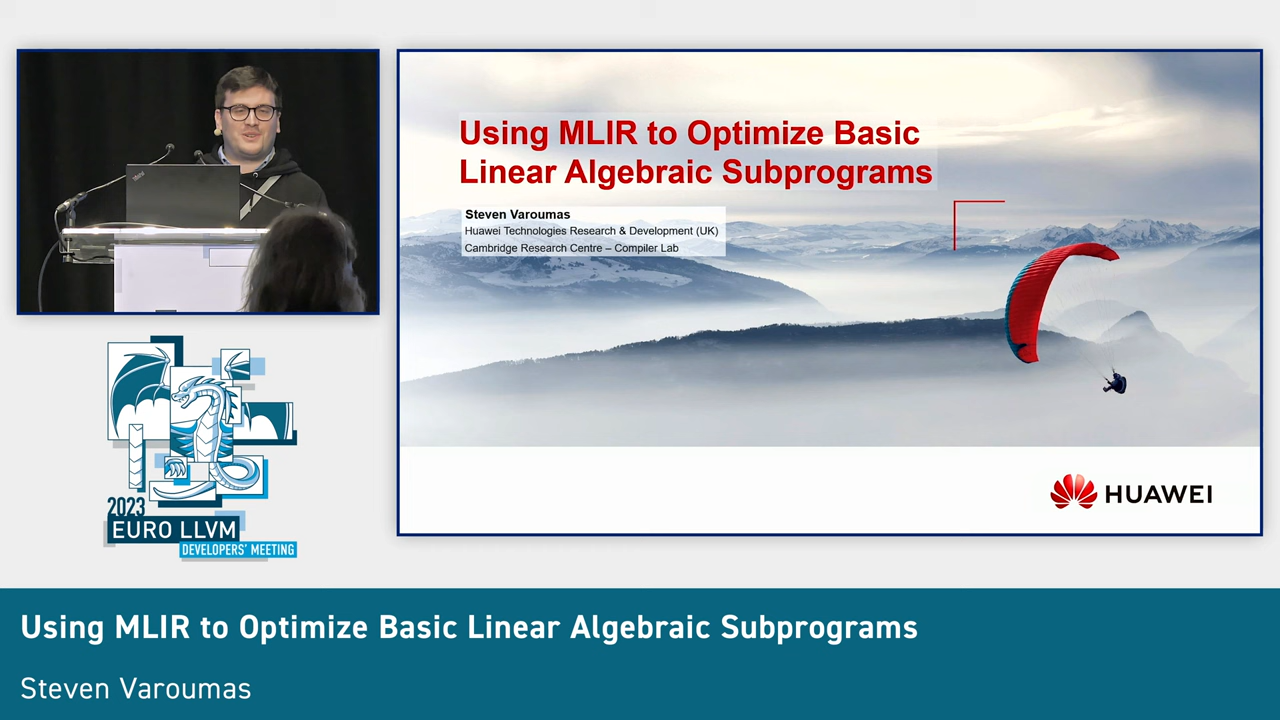 Using MLIR to Optimize Basic
Linear Algebraic Subprograms
Steven Varoumas
Huawei Technologies Research & Development (UK)
Cambridge Research Centre – Compiler Lab
HUAWEI
2023
EURO LLVM
DEVELOPERS' MEETING
Using MLIR to Optimize Basic Linear Algebraic Subprograms
Steven Varoumas